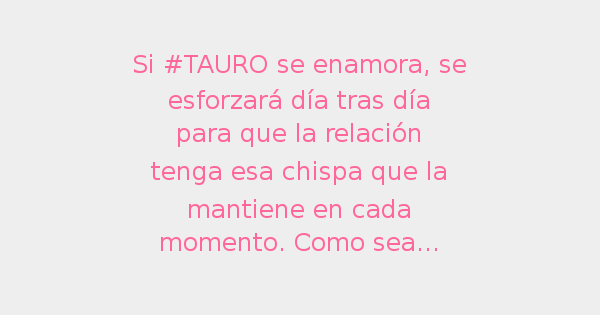 Si #TAURO se enamora, se
esforzará día tras día
para que la relación
tenga esa chispa que la
mantiene en cada
momento. Como sea...